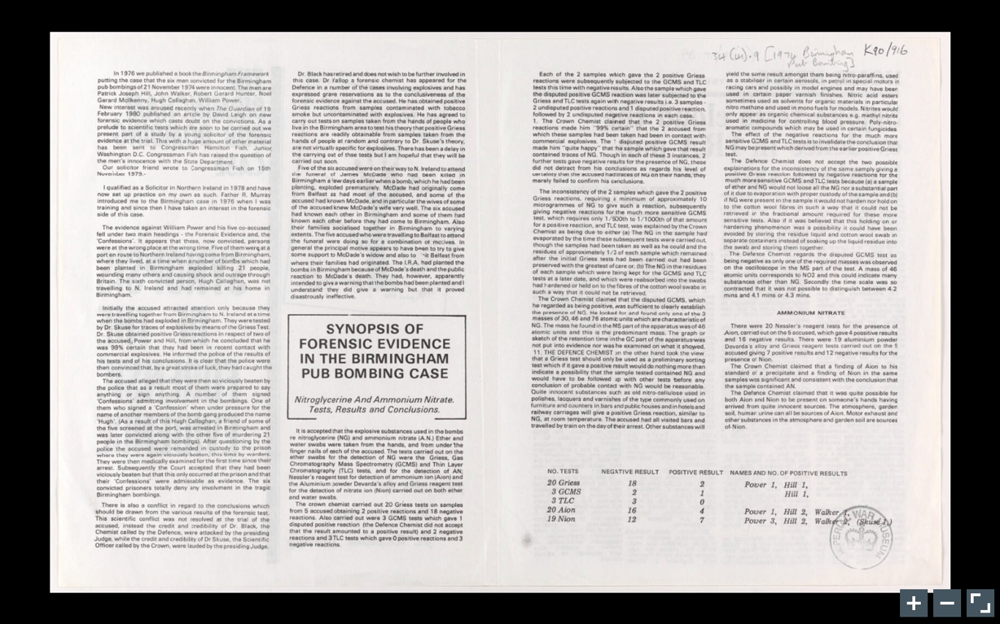 34(41).9 [1974 Birmingham Pub Bombing]
K90/916
In 1976 we published a book the Birmingham Framework
putting the case that the six men convicted for the Birmingham
pub bombings of 21 November 1974 were innocent. The men are
Patrick Joseph Hill, John Walker, Robert Gerard Hunter, Noel
Gerard McIlkenny, Hugh Callaghan, William Power.
New interest was aroused recently when The Guardian of 19
February 1980 published an article by David Leigh on new
forensic evidence which casts doubt on the convictions. As a
prelude to scientific tests which are soon to be carried out we
present part of a study by a young solicitor of the forensic
evidence at the trial. This with a huge amount of other material
has been sent to Congressman Hamilton Fish, Junior
Washington D.C. Congressman Fish has raised the question of
the men's innocence with the State Department.
Our solicitor friend wrote to Congressman Fish on 15th
November 1979.-
I qualified as a Solicitor in Northern Ireland in 1978 and have
now set up practice on my own as such. Father R. Murray
introduced me to the Birmingham case in 1976 when I was
training and since then I have taken an interest in the forensic
side of this case.
The evidence against William Power and his five co-accused
fell under two main headings - the Forensic Evidence and, the
'Confessions'. It appears that these, now convicted, persons
were at the wrong place at the wrong time. Five of them were at a
port en route to Northern Ireland having come from Birmingham,
where they lived, at a time when a number of bombs which had
been planted in Birmingham exploded killing 21 people,
wounding many others and causing shock and outrage through
Britain. The sixth convicted person, Hugh Callaghan, was not
travelling to N. Ireland and had remained at his home in
Birmingham.
Initially the accused attracted attention only because they
were travelling together from Birmingham to N. Ireland at a time
when the bombs had exploded in Birmingham. They were tested
by Dr. Skuse for traces of explosives by means of the Griess Test.
Dr. Skuse obtained positive Griess reactions in respect of two of
the accused, Power and Hill, from which he concluded that he
was 99% certain that they had been in recent contact with
commercial explosives. He informed the police of the results of
his tests and of his conclusions. It is clear that the police were
then convinced that, by a great stroke of luck, they had caught the
bombers.
The accused alleged that they were then so viciously beaten by
the police that as a result most of them were prepared to say
anything or sign anything. A number of them signed
'Confessions' admitting involvement in the bombings. One of
them who signed a 'Confession' when under pressure for the
name of another members of the bomb gang produced the name
'Hugh'. (As a result of this Hugh Callaghan, a friend of some of
the five screened at the port, was arrested in Birmingham and
was later convicted along with the other five of murdering 21
people in the Birmingham bombings). After questioning by the
police the accused were remanded in custody to the prison
where they were again viciously beaten, this time by warders.
They were then medically examined for the first time since their
arrest. Subsequently the Court accepted that they had been
viciously beaten but that this only occurred at the prison and that
their 'Confessions' were admissable as evidence. The six
convicted prisoners totally deny any involvement in the tragic
Birmingham bombings.
There is also a conflict in regard to the conclusions which
should be drawn from the various results of the forensic test.
This scientific conflict was not resolved at the trial of the
accused, instead the credit and credibility of Dr. Black, the
Chemist called by the Defence, were attacked by the presiding
Judge, while the credit and credibility of Dr Skuse, the Scientific
Officer called by the Crown, were lauded by the presiding Judge.
Dr. Black has retired and does not wish to be further involved in
this case. Dr Yallop a forensic chemist has appeared for the
Defence in a number of the cases involving explosives and has
expressed grave reservations as to the conclusiveness of the
forensic evidence against the accused. He has obtained positive
Griess reactions from samples contaminated with tobacco
smoke but uncontaminated with explosives. He has agreed to
carry out tests on samples taken from the hands of people who
live in the Birmingham area to test his theory that positive Griess
reactions are readily obtainable from samples taken from the
hands of people at random and contrary to Dr. Skuse's theory,
are not virtually specific for explosives. There has been a delay in
the carrying out of these tests but I am hopeful that they will be
carried out soon.
Five of the six accused were on their way to N. Ireland to attend
the funeral of James McDade who had been killed in
Birmingham a few days earlier when a bomb, which he had been
planting, exploded prematurely. McDade had originally come
from Belfast as had most of the accused, and some of the
accused had known McDade, and in particular the wives of some
of the accused knew McDade's wife very well. The six accused
had known each other in Birmingham and some of them had
known each other before they had come to Birmingham. Also
their families socialised together in Birmingham to varying
extents. The five accused who were travelling to Belfast to attend
the funeral were doing so for a combination of motives. In
general the principal motive appears to have been to try to give
some support to McDade's widow and also to visit Belfast from
where their families had originated. The I.R.A. had planted the
bombs in Birmingham because of McDade's death and the public
reaction to McDade's death. They had, however, apparently
intended to give a warning that the bombs had been planted and I
understand they did give a warning but that it proved
disastrously ineffective.
SYNOPSIS OF
FORENSIC EVIDENCE
IN THE BIRMINGHAM
PUB BOMBING CASE
Nitroglycerine And Ammonium Nitrate.
Tests, Results and Conclusions.
It is accepted that the explosive substances used in the bombs
re nitroglycerine (NG) and ammonium nitrate (A.N.) Ether and
water swabs were taken from the hands, and from under the
finger nails of each of the accused. The tests carried out on the
ether swabs for the detection of NG were the Griess, Gas
Chromatography Mass Spectrometry (GCMS) and Thin Layer
Chromatography (TLC) tests, and for the detection of AN;
Nessler's reagent test for detection of ammonium ion (Aion) and
the Aluminium powder Devarda's alloy and Griess reagent test
for the detection of nitrate ion (Nion) carried out on both ether
and water swabs.
The crown chemist carried out 20 Griess tests on samples
from 5 accused obtaining 2 positive reactions and 18 negative
reactions. Also carried out were 3 GCMS tests which gave 1
disputed positive reaction (the Defence Chemist did not accept
that the result amounted to a positive result) and 2 negative
reactions and 3 TLC tests which gave 0 positive reactions and 3
negative reactions.
Each of the 2 samples which gave the 2 positive Griess
reactions were subsequently subjected to the GCMS and TLC
tests this time with negative results. Also the sample which gave
the disputed positive GCMS reaction was later subjected to the
Griess and TLC tests again with negative results i.e. 3 samples -
2 undisputed positive reactions and 1 disputed positive reaction,
followed by 2 undisputed negative reactions in each case.
1. The Crown Chemist claimed that the 2 positive Griess
reactions made him "99% certain" that the 2 accused from
which these samples had been taken had been in contact with
commercial explosives. The 1 disputed positive GCMS result
made him "quite happy" that the sample which gave that result
contained traces of NG. Though in each of these 3 instances, 2
further tests gave negative results for the presence of NG, these
did not detract from his conclusions as regards his level of
certainty that the accused had traces of NG on their hands, they
merely failed to confirm his conclusions.
The inconsistency of the 2 samples which gave the 2 positive
Griess reactions, requiring a minimum of approximately 10
microgrammes of NG to give such a reaction, subsequently
giving negative reactions for the much more sensitive GCMS
test, which requires only 1/500th to 1/1000th of that amount
for a positive reaction, and TLC test, was explained by the Crown
Chemist as being due to either (a) The NG in the sample had
evaporated by the time these subsequent tests were carried out,
though the samples had been taken as well as he could and the
residues of approximately 1/3 of each sample which remained
after the initial Griess tests had been carried out had been
preserved with the greatest of care or, (b) The NG in the residues
of each sample which were being kept for the GCMS and TLC
tests at a later date, and which were reabsorbed into the swabs
had hardened or held on to the fibres of the cotton wool swabs in
such a way that it could not be retrieved.
The Crown Chemist claimed that the disputed GCMS, which
he regarded as being positive, was sufficient to clearly establish
the presence of NG. He looked for and found only one of the 3
masses of 30, 46 and 76 atomic units which are characteristic of
NG. The mass he found in the MS part of the apparatus was of 46
atomic units and this is the predominant mass. The graph or
sketch of the retention time in the GC part of the apparatus was
not put into evidence nor was he examined on what it showed.
11. THE DEFENCE CHEMIST on the other hand took the view
that a Griess test should only be used as a preliminary sorting
test which if it gave a positive result would do nothing more than
indicate a possibility that the sample tested contained NG and
would have to be followed up with other tests before any
conclusion of probable contact with NG would be reasonable.
Quite innocent substances such as old nitro-cellulose used in
polishes, lacquers and varnishes of the type commonly used on
furniture and counters in bars and public houses and in hotels and
railway carriages will give a positive Griess reaction, similar to
NG, at room temperature. The accused had all visited bars and
travelled by train on the day of their arrest. Other substances will
yield the same result amongst them being nitro-paraffins, used
as a stabiliser in certain aerosols, in petrol in special motors in
racing cars and possibly in model engines and may have been
used in certain paper varnish finishes. Nitric acid esters
sometimes used as solvents for organic materials in particular
nitro methane and used in mono fuels for models. Nitrites would
only appear as organic chemical substances e.g. methyl nitrite
used in medicine for controlling blood pressure. Poly-nitro-
aromatic compounds which may be used in certain fungicides.
The effect of the negative reactions for the much more
sensitive GCMS and TLC tests is to invalidate the conclusion that
NG may be present which derived from the earlier positive Griess
test.
The Defence Chemist does not accept the two possible
explanations for the inconsistency of the same sample giving a
positive Griess reaction followed by negative reactions for the
much more sensitive GCMS and TLC tests because (a) a sample
of ether and NG would not loose all the NG nor a substantial part
of it due to evaporation with proper custody of the sample and (b)
if NG were present in the sample it would not harden nor hold on
to the cotton wool fibres in such a way that it could not be
retrieved in the fractional amount required for these more
sensitive tests. Also if it was believed that this holding on or
hardening phenomenon was a possibility it could have been
avoided by storing the residue liquid and cotton wool swab in
separate containers instead of soaking up the liquid residue into
the swab and storing them together.
The Defence Chemist regards the disputed GCMS test as
being negative as only one of the required masses was observed
on the oscilloscope in the MS part of the test. A mass of 46
atomic units corresponds to NO2 and this could indicate many
substances other than NG. Secondly the time scale was so
contracted that it was not possible to distinguish between 4.2
mins and 4.1 mins or 4.3 mins.
AMMONIUM NITRATE
There were 20 Nessler's reagent tests for the presence of
Aion, carried out on the 5 accused, which gave 4 possitive results
and 16 negative results. There were 19 aluminium powder
Devarda's alloy and Griess reagent tests carried out on the 5
accused giving 7 positive results and 12 negative results for the
presence of Nion.
The Crown Chemist claimed that a finding of Aion to his
standard of a precipitate and a finding of Nion in the same
samples was significant and consistent with the conclusion that
the sample contained AN.
The Defence Chemist claimed that it was quite possible for
both Aion and Nion to be present on someone's hands having
arrived from quite innocent sources. The atmosphere, garden
soil, human urine can all be sources of Aion. Motor exhaust and
other substances in the atmosphere and garden soil are sources
of Nion.
NO. TESTS NEGATIVE RESULT POSITIVE RESULT NAMES AND NO. OF POSITIVE RESULTS
20 Griess 18 2 Power 1, Hill 1,
3 GCMS 2 1 Hill 1,
3 TLC 3 0
20 Aion 16 4 Power 1, Hill 2, Walker 1,
19 Nion 12 7 Power 3, Hill 2, Walker 2, (Skuse 1,)
WAR MUSEUM